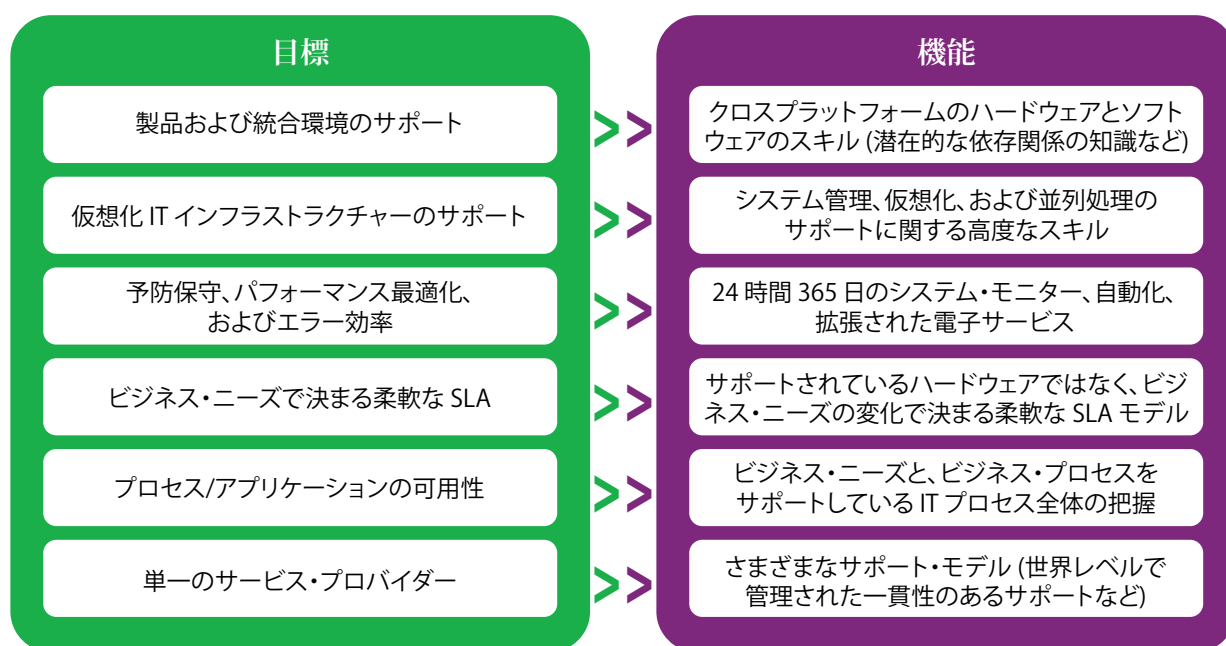 目標
製品および統合環境のサポート
仮想化 IT インフラストラクチャーのサポート
予防保守、パフォーマンス最適化、
およびエラー効率
ビジネス・ニーズで決まる柔軟な SLA
プロセス/アプリケーションの可用性
単一のサービス・プロバイダー
>>
>>
>>
>>
>>
>>
機能
クロスプラットフォームのハードウェアとソフト
ウェアのスキル (潜在的な依存関係の知識など)
システム管理、仮想化、および並列処理の
サポートに関する高度なスキル
24 時間 365 日のシステム・モニター、自動化、
拡張された電子サービス
サポートされているハードウェアではなく、ビジ
ネス・ニーズの変化で決まる柔軟な SLA モデル
ビジネス・ニーズと、ビジネス・プロセスを
サポートしている IT プロセス全体の把握
さまざまなサポート・モデル (世界レベルで
管理された一貫性のあるサポートなど)